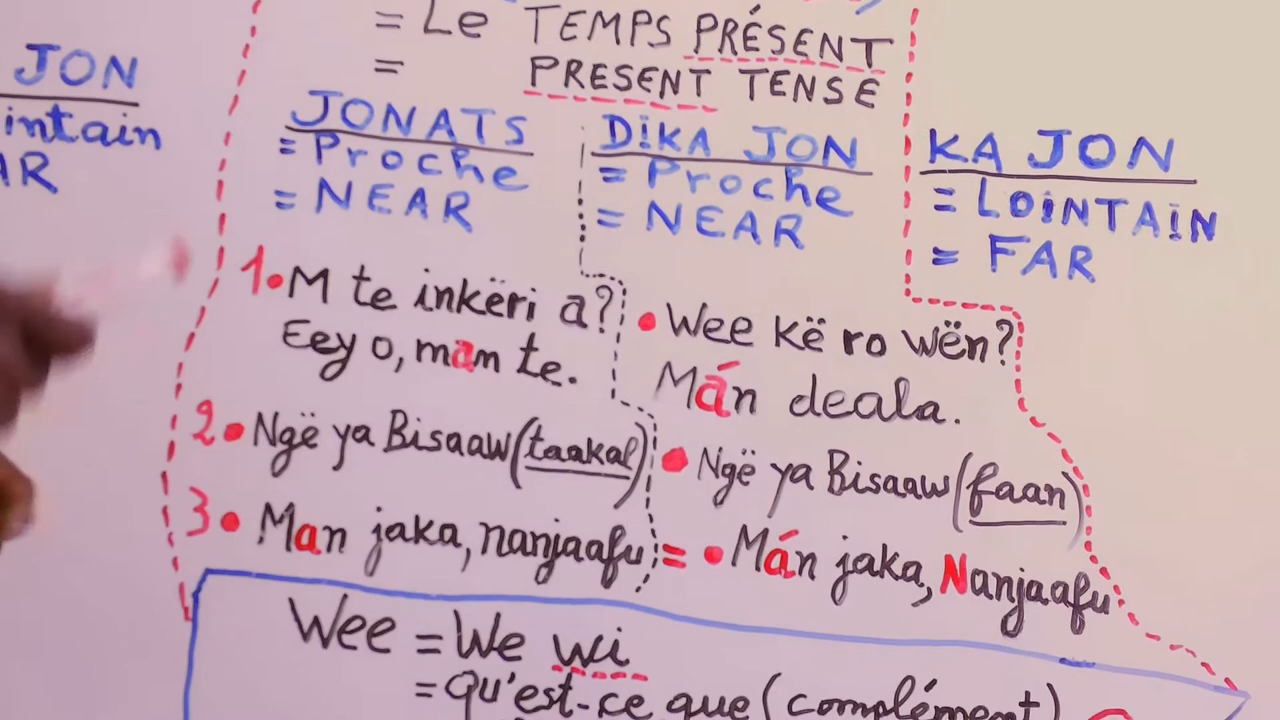 = Le TEMPS PRÉSENT
= PRESENT TENSE
JON
intain
AR
JONATS
= Proche
= NEAR
DiKA JON
= Proche
= NEAR
KA JON
= LOiNTAiN
= FAR
1•M te inkëri a?
Eey o, mam te.
• Wee kë ro wën?
Mán deala.
2• Ngë ya Bisaaw (taakal)
• Ngë ya Bisaaw (faan)
3• Man jaka, nanjaafu
= • Mán jaka, Nanjaafu
Wee = We wi
= qu'est-ce que (complément)